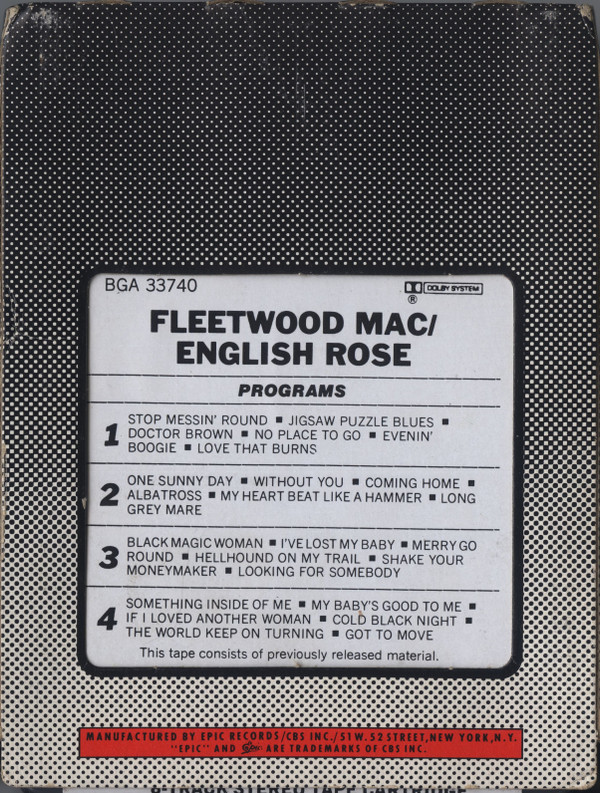 BGA 33740
DOLBY SYSTEM
®
FLEETWOOD MAC/
ENGLISH ROSE
PROGRAMS
1 STOP MESSIN' ROUND ■ JIGSAW PUZZLE BLUES ■
DOCTOR BROWN ■ NO PLACE TO GO ■ EVENIN'
BOOGIE ■ LOVE THAT BURNS
2 ONE SUNNY DAY ■ WITHOUT YOU ■ COMING HOME ■
ALBATROSS ■ MY HEART BEAT LIKE A HAMMER ■ LONG
GREY MARE
3 BLACK MAGIC WOMAN ■ I'VE LOST MY BABY ■ MERRY GO
ROUND ■ HELLHOUND ON MY TRAIL ■ SHAKE YOUR
MONEYMAKER ■ LOOKING FOR SOMEBODY
4 SOMETHING INSIDE OF ME ■ MY BABY'S GOOD TO ME ■
IF I LOVED ANOTHER WOMAN ■ COLD BLACK NIGHT ■
THE WORLD KEEP ON TURNING ■ GOT TO MOVE
This tape consists of previously released material.
MANUFACTURED BY EPIC RECORDS/CBS INC./51 W. 52 STREET, NEW YORK, N.Y.
"EPIC" AND Epic ARE TRADEMARKS OF CBS INC.
8-TRACK STEREO TAPE CARTRIDGE